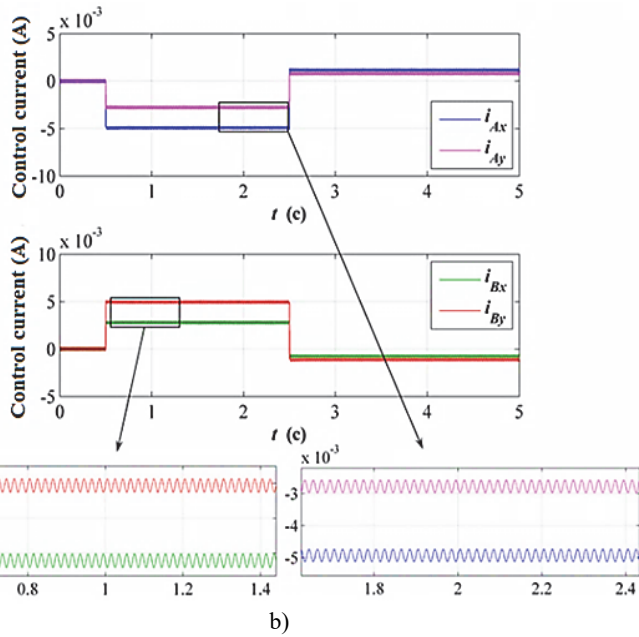 x 10⁻³
Control current (A)
5
0
-5
-10
i_Ax
i_Ay
0 1 2 3 4 5
t (c)
x 10⁻³
Control current (A)
10
5
0
-5
i_Bx
i_By
0 1 2 3 4 5
t (c)
0.8 1 1.2 1.4
x 10⁻³
-3
-4
-5
1.8 2 2.2 2.4
b)